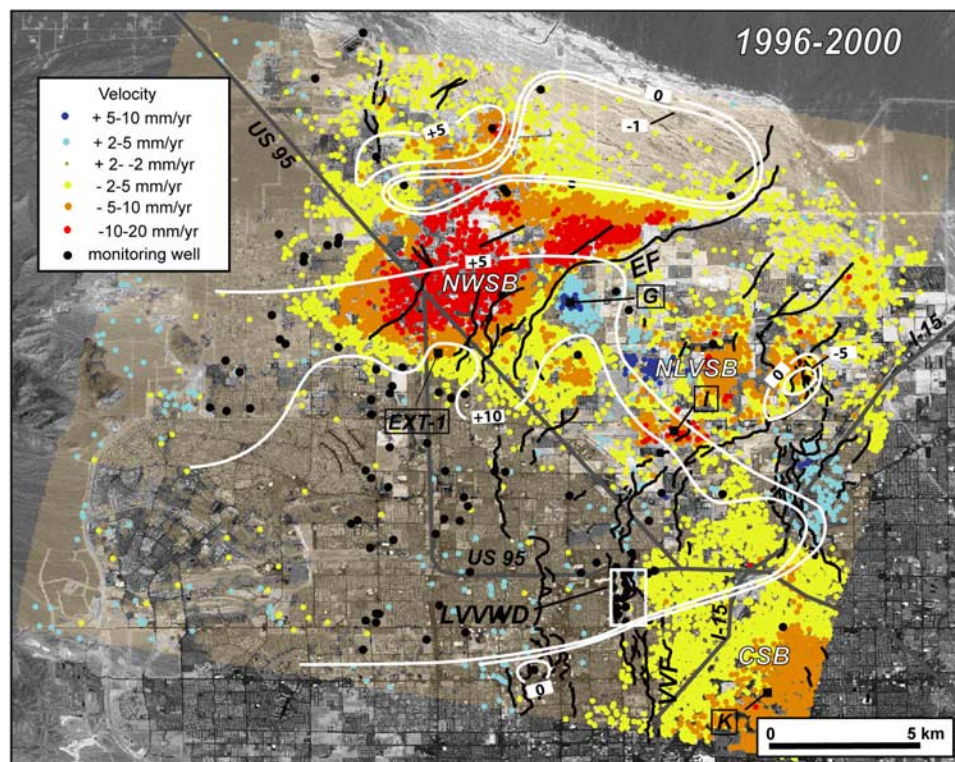 1996-2000
Velocity
+ 5-10 mm/yr
+ 2-5 mm/yr
+ 2- -2 mm/yr
- 2-5 mm/yr
- 5-10 mm/yr
-10-20 mm/yr
monitoring well
US 95
0
-1
+5
+5
NWSB
EF
G
I-15
NLVSB
-5
0
I
EXT-1
+10
US 95
LVVWD
I-15
VVF
CSB
0
K
0
5 km